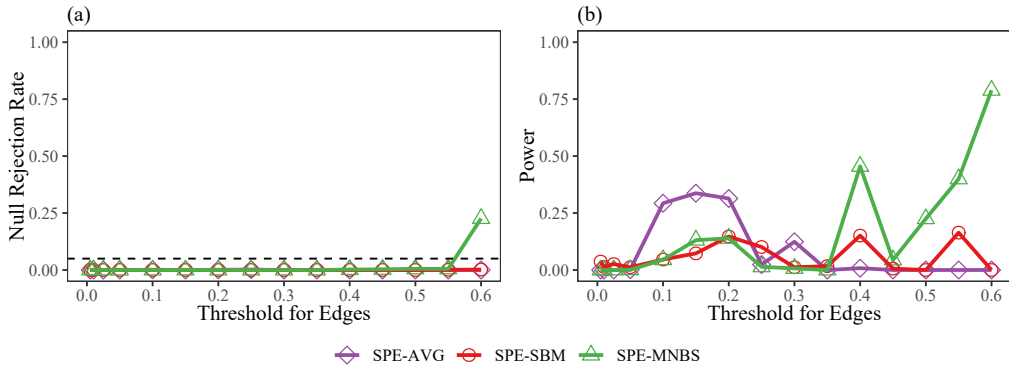 (a)
(b)
Null Rejection Rate
1.00
0.75
0.50
0.25
0.00
0.0 0.1 0.2 0.3 0.4 0.5 0.6
Threshold for Edges
Power
1.00
0.75
0.50
0.25
0.00
0.0 0.1 0.2 0.3 0.4 0.5 0.6
Threshold for Edges
SPE-AVG SPE-SBM SPE-MNBS